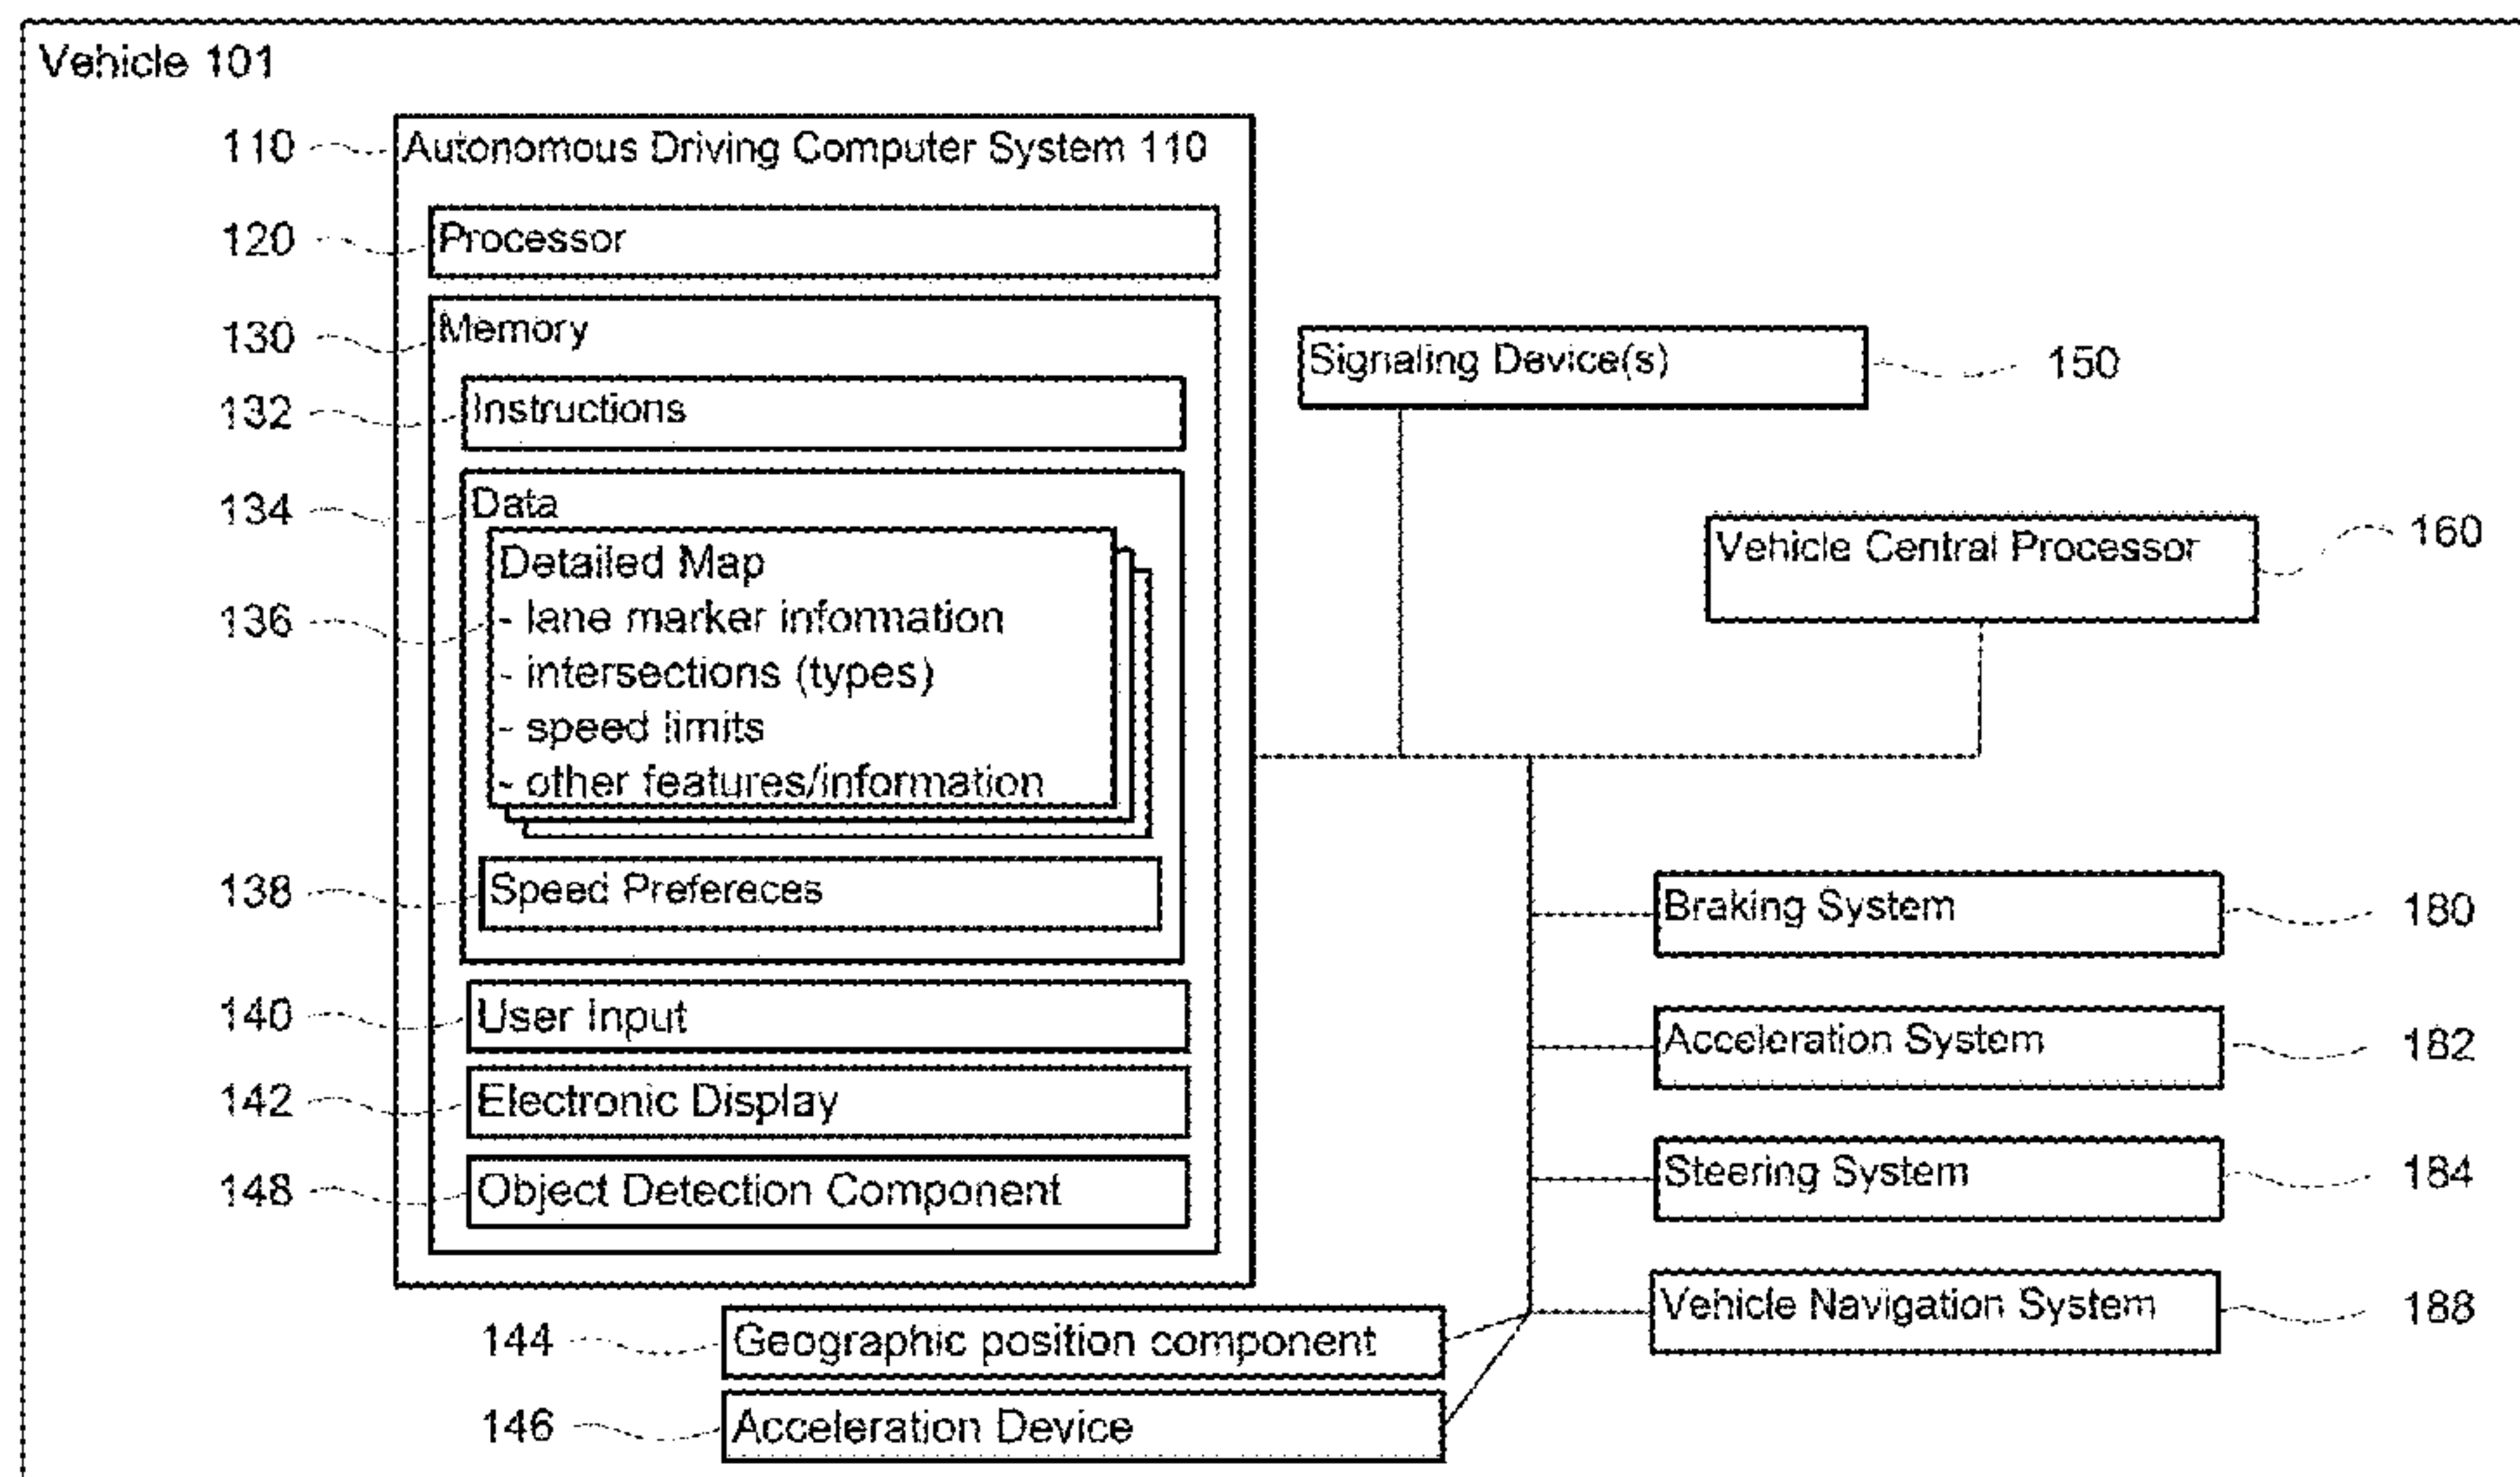 Vehicle 101
110 Autonomous Driving Computer System 110
120 Processor
130 Memory
132 Instructions
134 Data
136 Detailed Map
- lane marker information
- intersections (types)
- speed limits
- other features/information
138 Speed Prefereces
140 User Input
142 Electronic Display
148 Object Detection Component
144 Geographic position component
146 Acceleration Device
Signaling Device(s) 150
Vehicle Central Processor 160
Braking System 180
Acceleration System 182
Steering System 184
Vehicle Navigation System 188